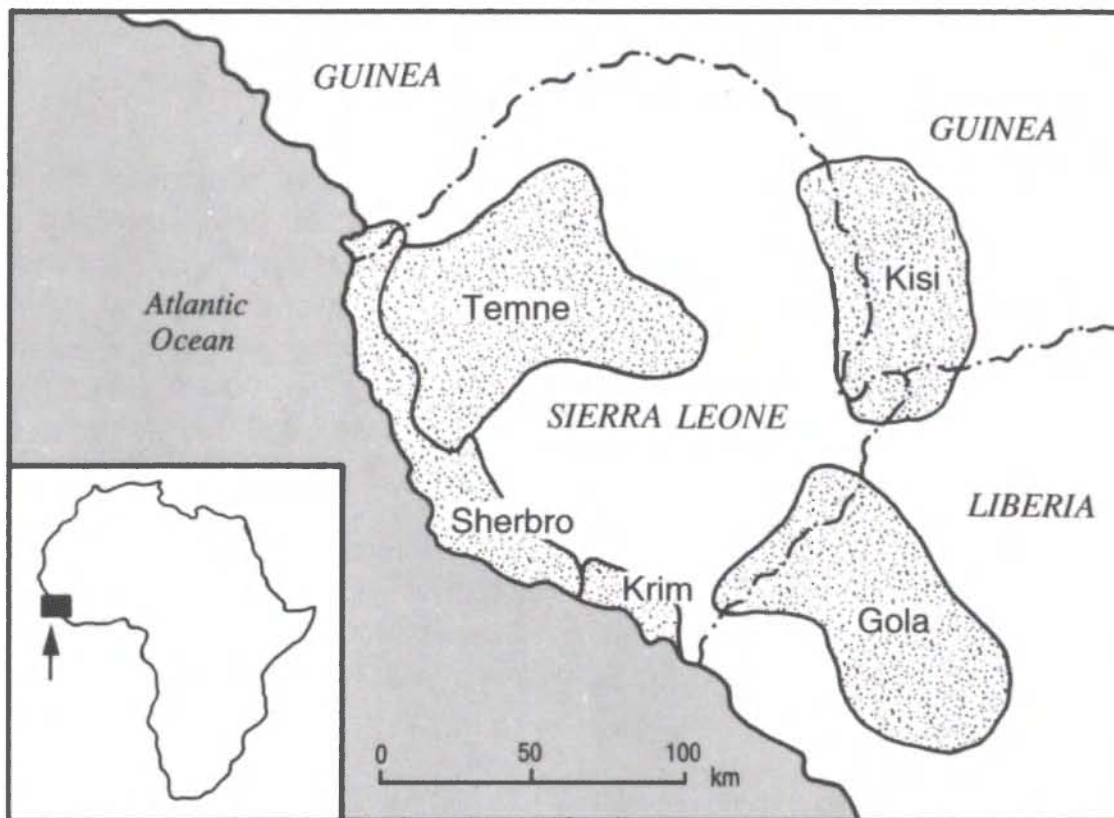 GUINEA
GUINEA
Kisi
Temne
Atlantic
Ocean
SIERRA LEONE
LIBERIA
Sherbro
Krim
Gola
0 50 100
km